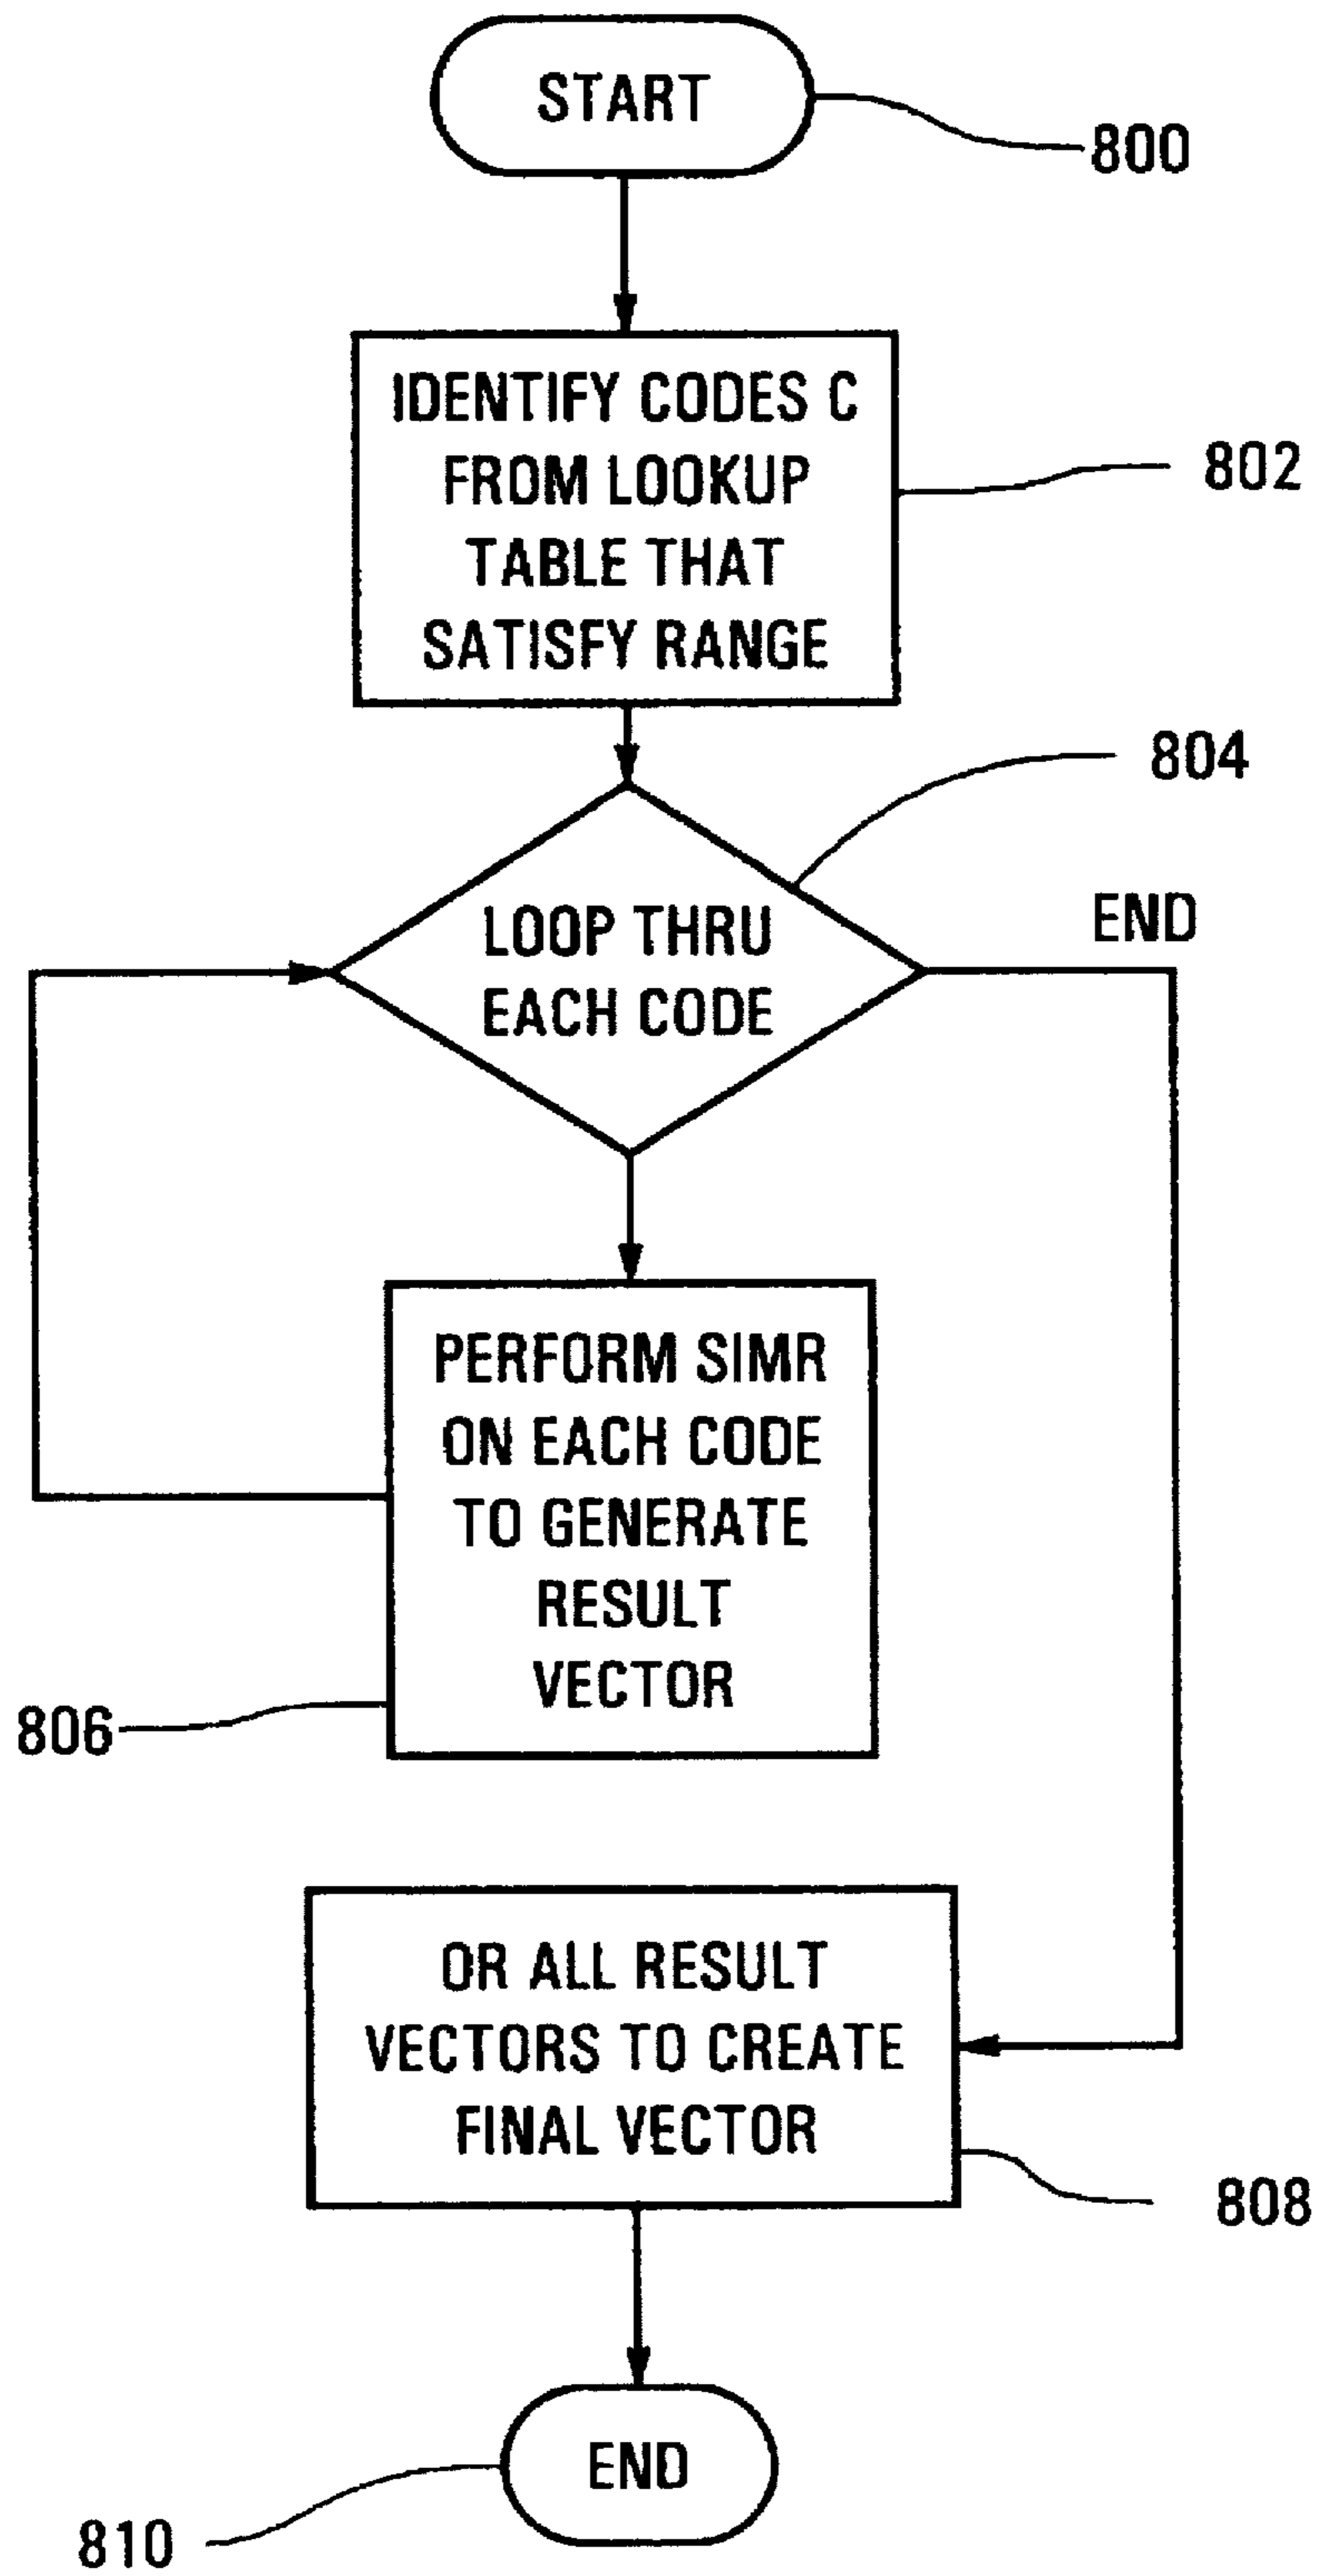 START
800
IDENTIFY CODES C
FROM LOOKUP
TABLE THAT
SATISFY RANGE
802
804
LOOP THRU
EACH CODE
END
PERFORM SIMR
ON EACH CODE
TO GENERATE
RESULT
VECTOR
806
OR ALL RESULT
VECTORS TO CREATE
FINAL VECTOR
808
END
810